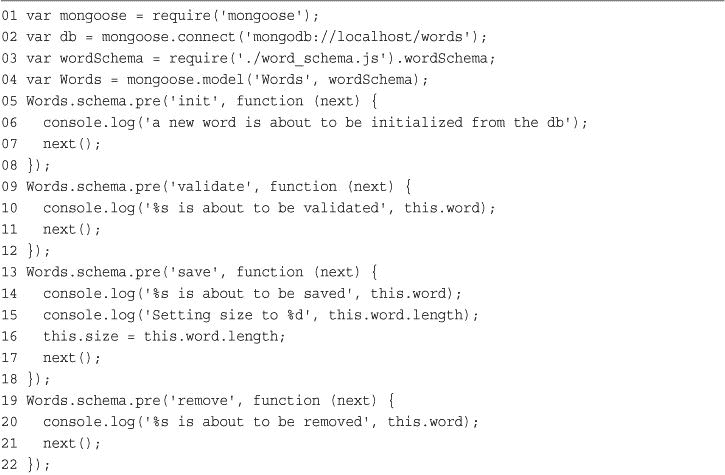 01 var mongoose = require('mongoose');
02 var db = mongoose.connect('mongodb://localhost/words');
03 var wordSchema = require('./word_schema.js').wordSchema;
04 var Words = mongoose.model('Words', wordSchema);
05 Words.schema.pre('init', function (next) {
06   console.log('a new word is about to be initialized from the db');
07   next();
08 });
09 Words.schema.pre('validate', function (next) {
10   console.log('%s is about to be validated', this.word);
11   next();
12 });
13 Words.schema.pre('save', function (next) {
14   console.log('%s is about to be saved', this.word);
15   console.log('Setting size to %d', this.word.length);
16   this.size = this.word.length;
17   next();
18 });
19 Words.schema.pre('remove', function (next) {
20   console.log('%s is about to be removed', this.word);
21   next();
22 });